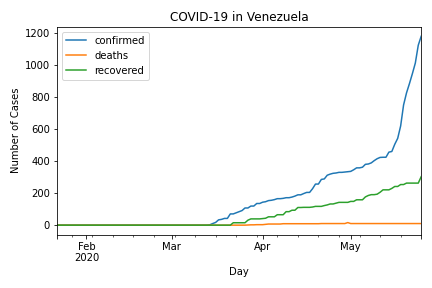 COVID-19 in Venezuela
confirmed
deaths
recovered
1200
1000
800
600
400
200
0
Number of Cases
Feb
2020
Mar
Apr
May
Day